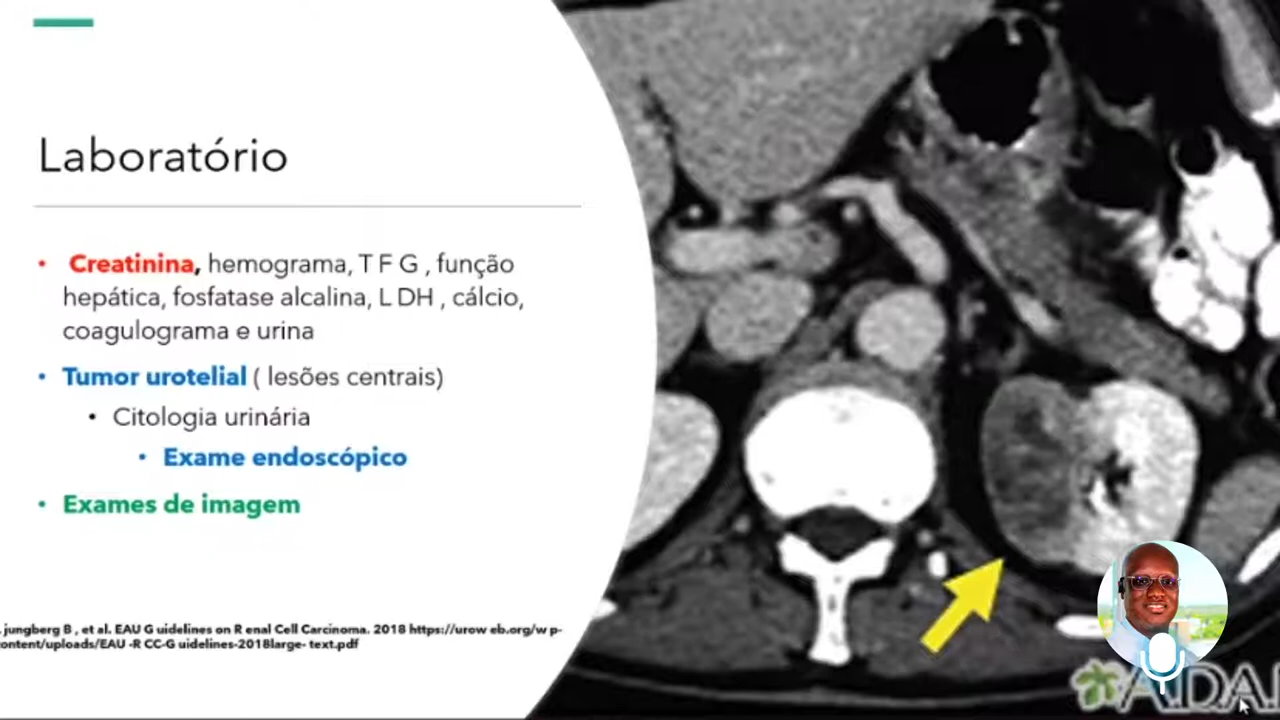 Laboratório
• Creatinina, hemograma, T F G , função
hepática, fosfatase alcalina, L DH , cálcio,
coagulograma e urina
• Tumor urotelial ( lesões centrais)
• Citologia urinária
• Exame endoscópico
• Exames de imagem
jungberg B , et al. EAU G uidelines on R enal Cell Carcinoma. 2018 https://urow eb.org/w p-
ontent/uploads/EAU -R CC-G uidelines-2018large- text.pdf
A.D.A.